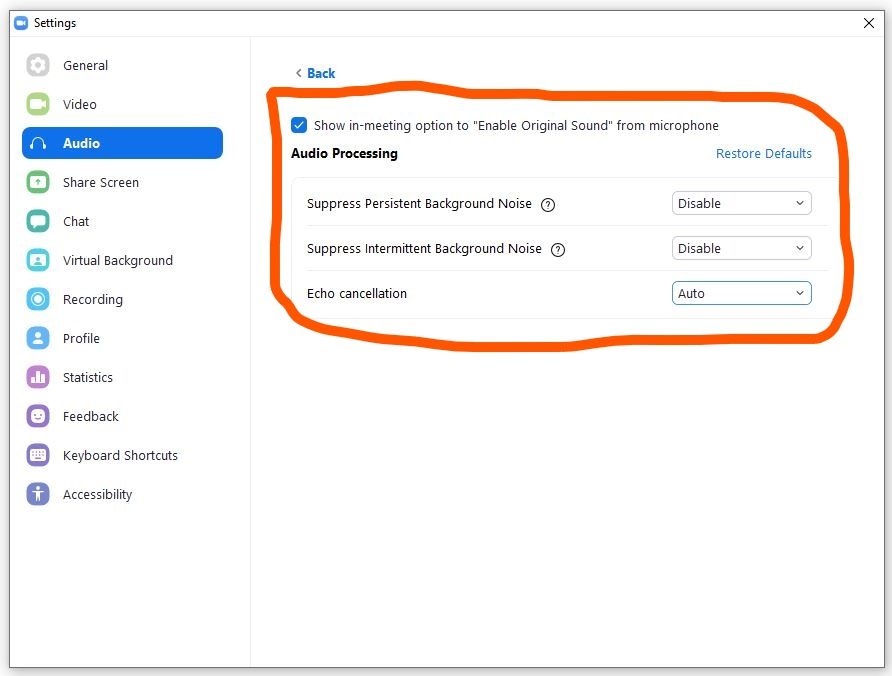 Settings
General
Video
Audio
Share Screen
Chat
Virtual Background
Recording
Profile
Statistics
Feedback
Keyboard Shortcuts
Accessibility
Back
Show in-meeting option to "Enable Original Sound" from microphone
Audio Processing Restore Defaults
Suppress Persistent Background Noise ? Disable
Suppress Intermittent Background Noise ? Disable
Echo cancellation Auto